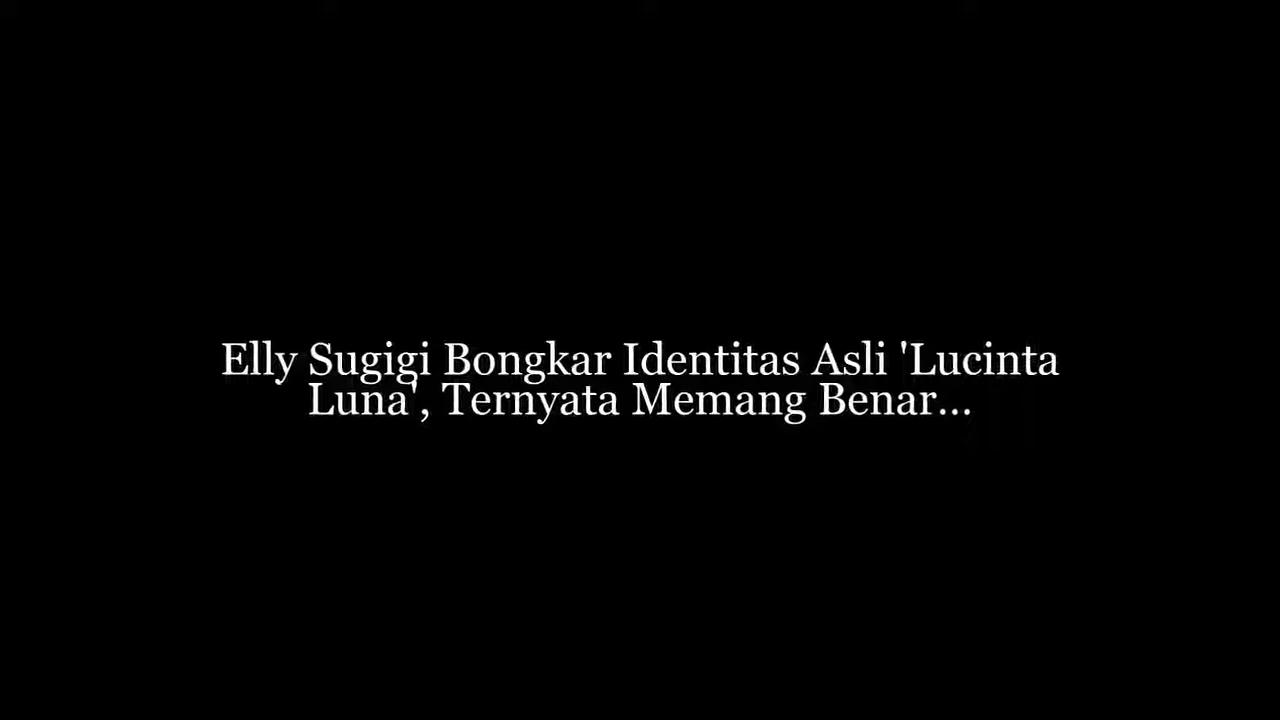 Elly Sugigi Bongkar Identitas Asli 'Lucinta
Luna', Ternyata Memang Benar...